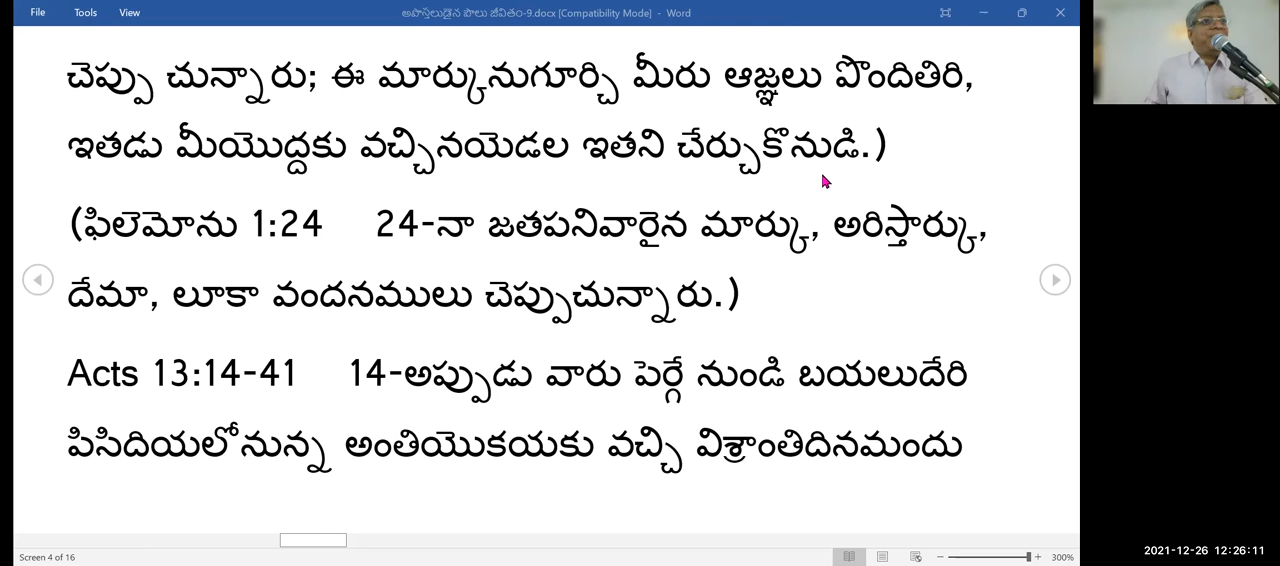 File Tools View అపొస్తలుడైన పౌలు జీవితం-9.docx [Compatibility Mode] - Word
చెప్పు చున్నారు; ఈ మార్కునుగూర్చి మీరు ఆజ్ఞలు పొందితిరి,
ఇతడు మీయొద్దకు వచ్చినయెడల ఇతని చేర్చుకొనుడి.)
(ఫిలెమోను 1:24 24-నా జతపనివారైన మార్కు, అరిస్తార్కు,
దేమా, లూకా వందనములు చెప్పుచున్నారు.)
Acts 13:14-41 14-అప్పుడు వారు పెర్గే నుండి బయలుదేరి
పిసిదియలోనున్న అంతియొకయకు వచ్చి విశ్రాంతిదినమందు
Screen 4 of 16 300%
2021-12-26 12:26:11